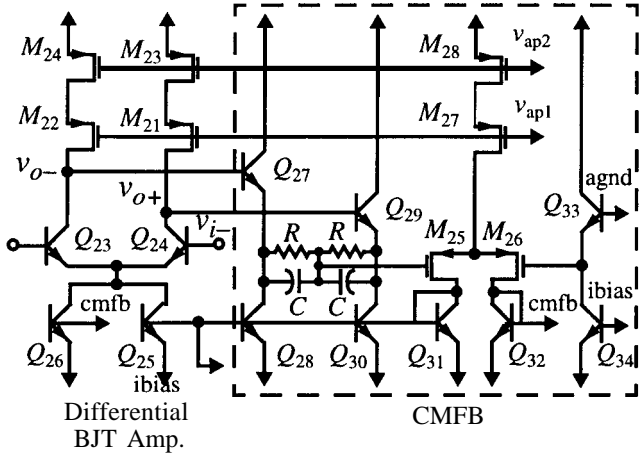 M24 M23 M28 vap2
M22 M21 M27 vap1
vo− Q27
vo+ Q29 Q33 agnd
vi−
Q23 Q24 R R M25 M26
C C
cmfb cmfb ibias
Q26 Q25 Q28 Q30 Q31 Q32 Q34
ibias
Differential
BJT Amp.
CMFB